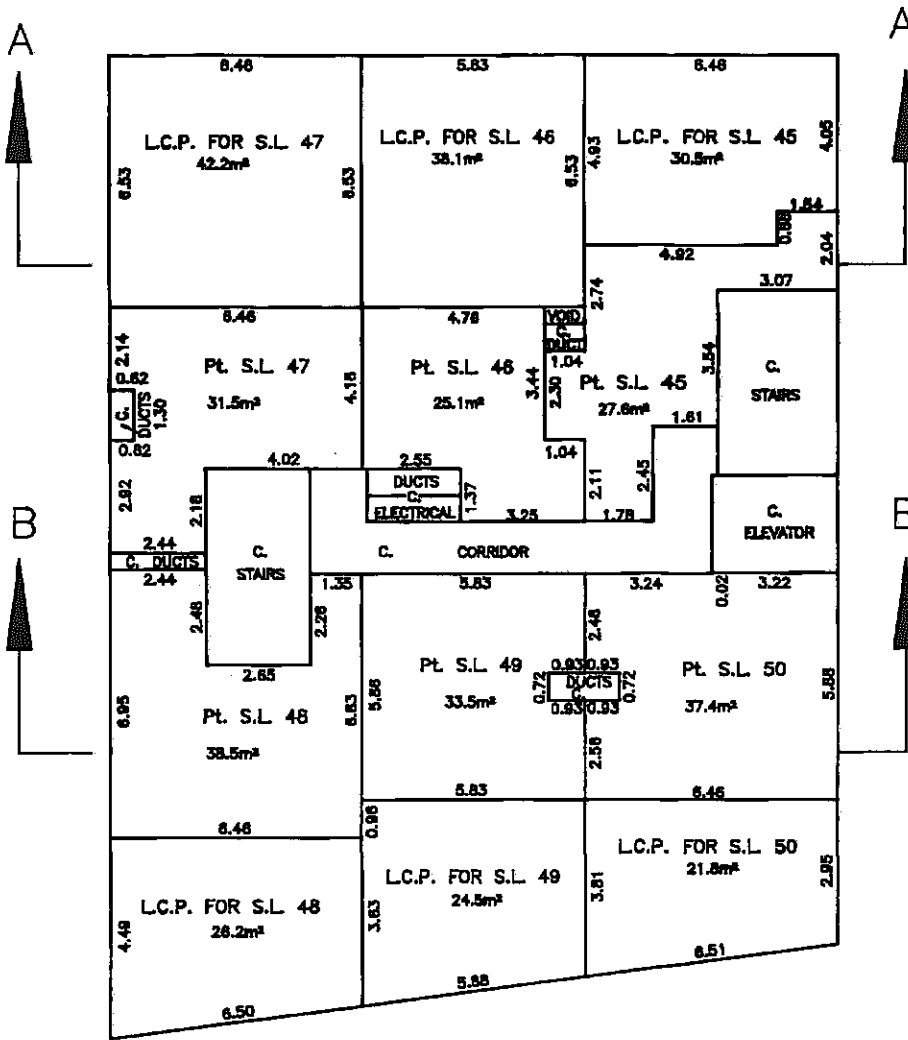 A
A
6.46
5.83
6.46
L.C.P. FOR S.L. 47
42.2m²
L.C.P. FOR S.L. 46
38.1m²
L.C.P. FOR S.L. 45
30.5m²
6.53
6.53
6.53
4.93
4.05
1.54
0.88
2.04
4.92
3.07
2.74
6.46
4.76
VOID
C.
DUCT
1.04
2.14
0.62
C.
DUCTS
1.30
0.62
2.92
Pt. S.L. 47
31.5m²
4.18
Pt. S.L. 46
25.1m²
3.44
2.30
1.04
Pt. S.L. 45
27.6m²
3.54
C.
STAIRS
1.61
2.45
2.11
4.02
2.55
DUCTS
C.
ELECTRICAL
1.37
3.25
1.78
2.18
B
B
2.44
C. DUCTS
2.44
C.
STAIRS
C. CORRIDOR
C.
ELEVATOR
1.35
5.83
3.24
0.02
3.22
2.48
2.26
2.65
2.48
Pt. S.L. 49
33.5m²
0.93 0.93
0.72
DUCTS
C.
0.72
0.93 0.93
Pt. S.L. 50
37.4m²
5.88
6.95
Pt. S.L. 48
38.5m²
6.83
5.86
2.58
5.83
6.46
6.46
0.96
L.C.P. FOR S.L. 50
21.8m²
2.95
L.C.P. FOR S.L. 49
24.5m²
3.81
L.C.P. FOR S.L. 48
26.2m²
4.49
3.63
6.51
5.88
6.50